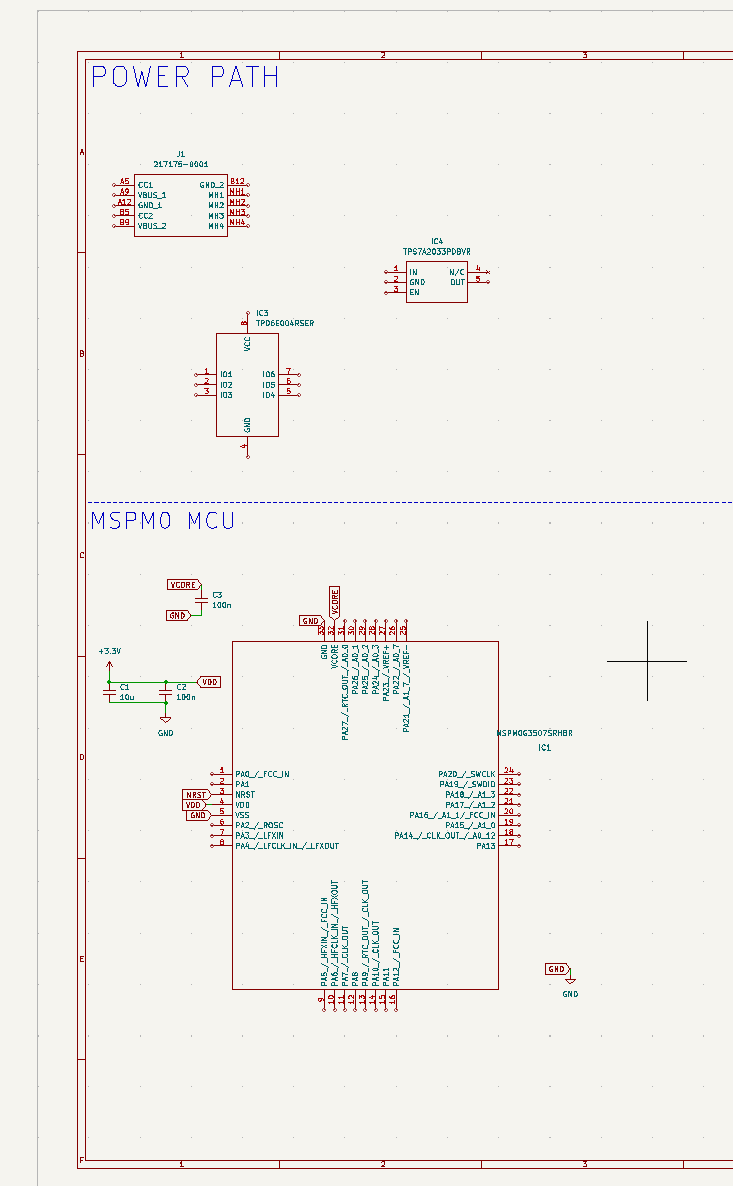 1 2 3
POWER PATH
A
J1
217175-0001
A5 CC1 GND_2 B12
A9 VBUS_1 MH1 NH1
A12 GND_1 MH2 NH2
B5 CC2 MH3 NH3
B9 VBUS_2 MH4 NH4
IC4
TPS7A2033PDBVR
1 IN N/C 4
2 GND OUT 5
3 EN
IC3
TPD6E004RSER
8
VCC
B
1 IO1 IO6 7
2 IO2 IO5 6
3 IO3 IO4 5
GND
4
MSPM0 MCU
C
VCORE
C3
100n
GND
VCORE
GND
33 32 31 30 29 28 27 26 25
GND
VCORE
PA27_/_RTC_OUT_/_A0_0
PA26_/_A0_1
PA25_/_A0_2
PA24_/_A0_3
PA23_/_VREF+
PA22_/_A0_7
PA21_/_A1_7_/_VREF-
+3.3V
VDD
C1
10u
C2
100n
GND
MSPM0G3507SRHBR
IC1
D
1 PA0_/_FCC_IN PA20_/_SWCLK 24
2 PA1 PA19_/_SWDIO 23
NRST 3 NRST PA18_/_A1_3 22
VDD 4 VDD PA17_/_A1_2 21
GND 5 VSS PA16_/_A1_1_/_FCC_IN 20
6 PA2_/_ROSC PA15_/_A1_0 19
7 PA3_/_LFXIN PA14_/_CLK_OUT_/_A0_12 18
8 PA4_/_LFCLK_IN_/_LFXOUT PA13 17
E
PA5_/_HFXIN_/_FCC_IN
PA6_/_HFCLK_IN_/_HFXOUT
PA7_/_CLK_OUT
PA8
PA9_/_RTC_OUT_/_CLK_OUT
PA10_/_CLK_OUT
PA11
PA12_/_FCC_IN
9 10 11 12 13 14 15 16
GND
GND
F
1 2 3